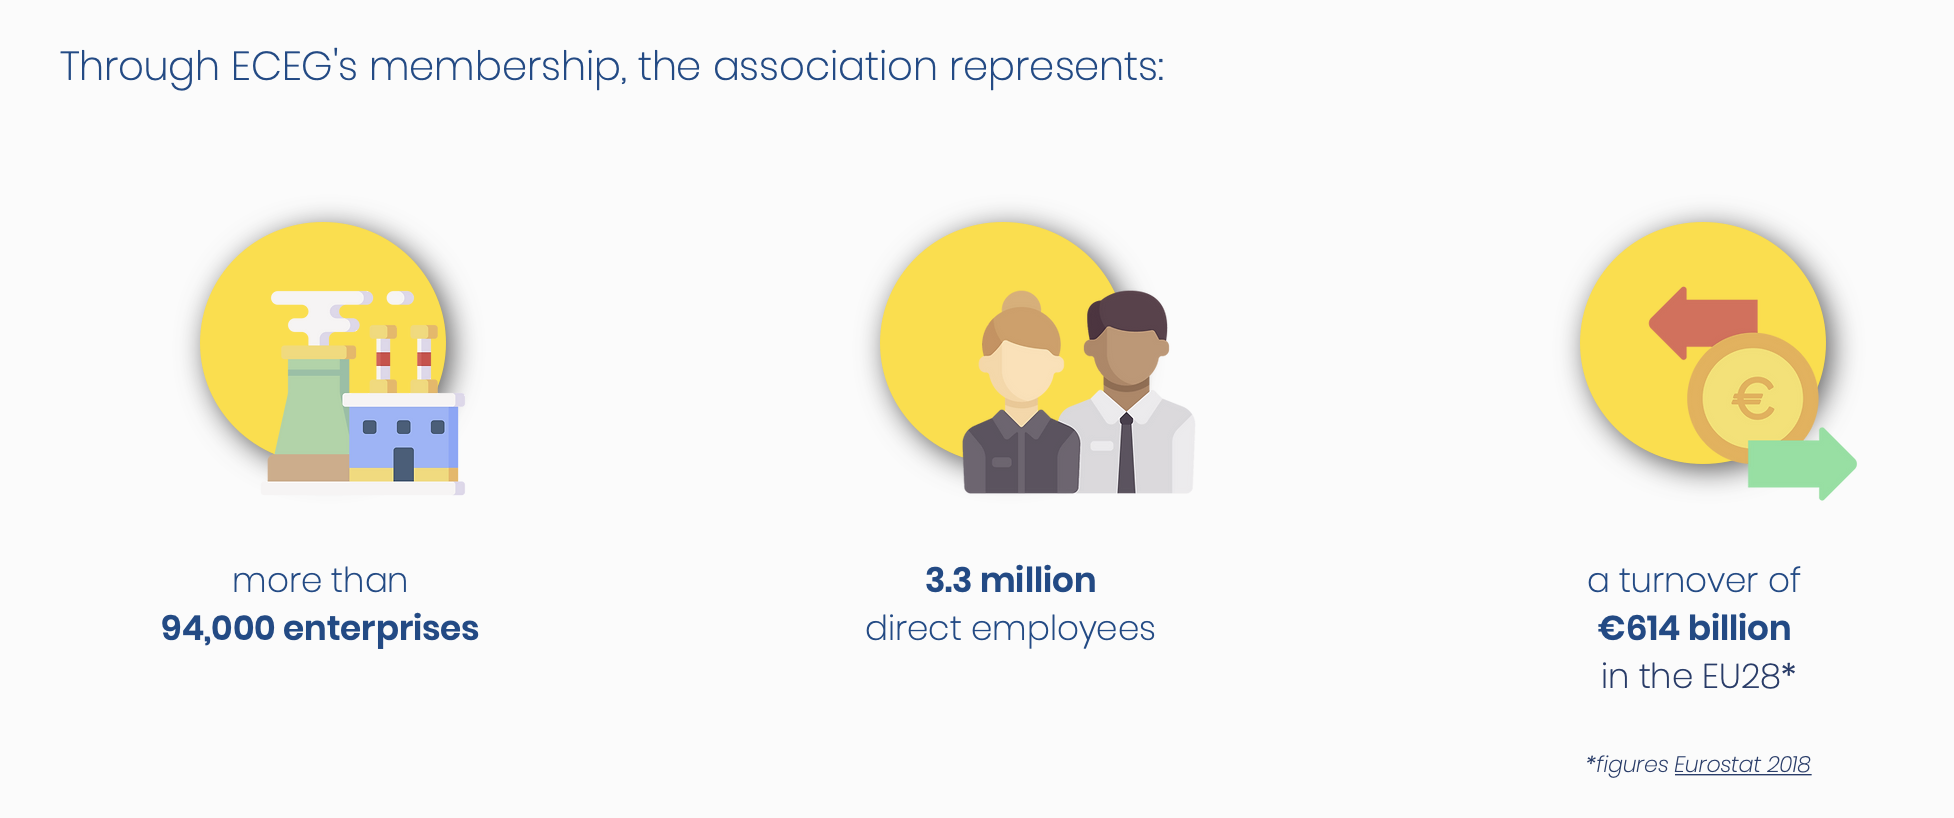 Through ECEG's membership, the association represents:
€
more than
94,000 enterprises
3.3 million
direct employees
a turnover of
€614 billion
in the EU28*
*figures Eurostat 2018